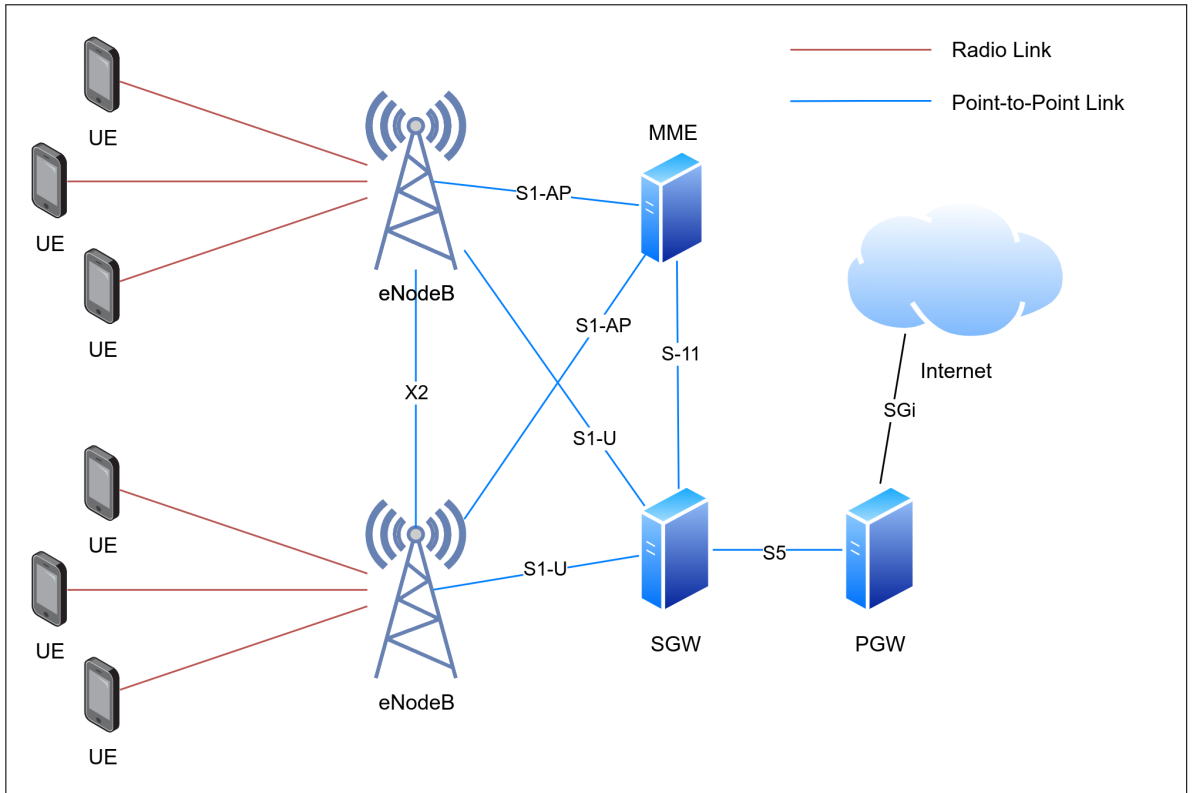 Radio Link
Point-to-Point Link
UE
MME
S1-AP
UE
eNodeB
S1-AP
UE
S-11
Internet
X2
SGi
S1-U
UE
S5
S1-U
UE
SGW
PGW
eNodeB
UE